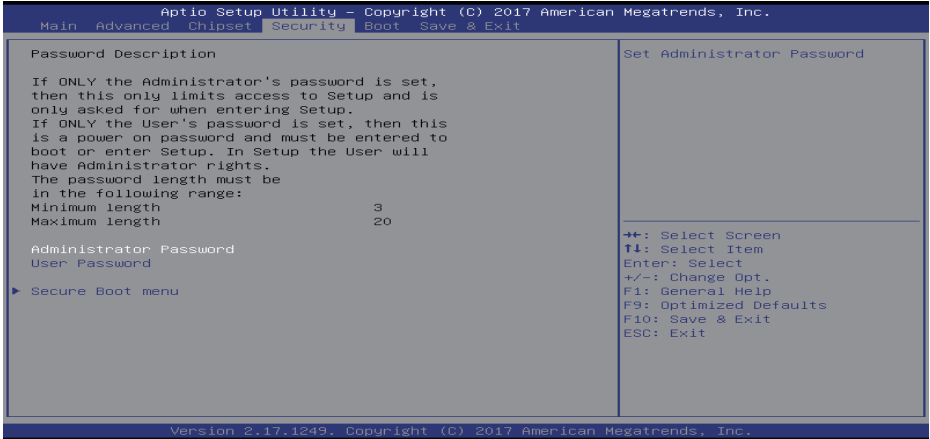 Aptio Setup Utility – Copyright (C) 2017 American Megatrends, Inc.
Main Advanced Chipset Security Boot Save & Exit
Password Description
If ONLY the Administrator's password is set,
then this only limits access to Setup and is
only asked for when entering Setup.
If ONLY the User's password is set, then this
is a power on password and must be entered to
boot or enter Setup. In Setup the User will
have Administrator rights.
The password length must be
in the following range:
Minimum length 3
Maximum length 20
Administrator Password
User Password
▶ Secure Boot menu
Set Administrator Password
→←: Select Screen
↑↓: Select Item
Enter: Select
+/-: Change Opt.
F1: General Help
F9: Optimized Defaults
F10: Save & Exit
ESC: Exit
Version 2.17.1249. Copyright (C) 2017 American Megatrends, Inc.